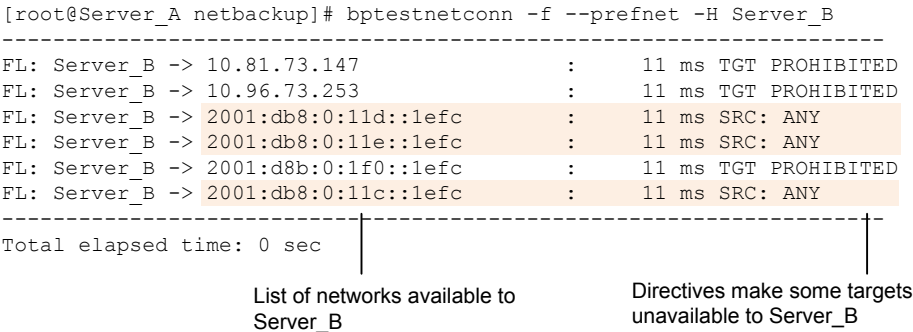 [root@Server_A netbackup]# bptestnetconn -f --prefnet -H Server_B
--------------------------------------------------------------------------
FL: Server_B -> 10.81.73.147 : 11 ms TGT PROHIBITED
FL: Server_B -> 10.96.73.253 : 11 ms TGT PROHIBITED
FL: Server_B -> 2001:db8:0:11d::1efc : 11 ms SRC: ANY
FL: Server_B -> 2001:db8:0:11e::1efc : 11 ms SRC: ANY
FL: Server_B -> 2001:d8b:0:1f0::1efc : 11 ms TGT PROHIBITED
FL: Server_B -> 2001:db8:0:11c::1efc : 11 ms SRC: ANY
--------------------------------------------------------------------------
Total elapsed time: 0 sec
List of networks available to
Server_B
Directives make some targets
unavailable to Server_B